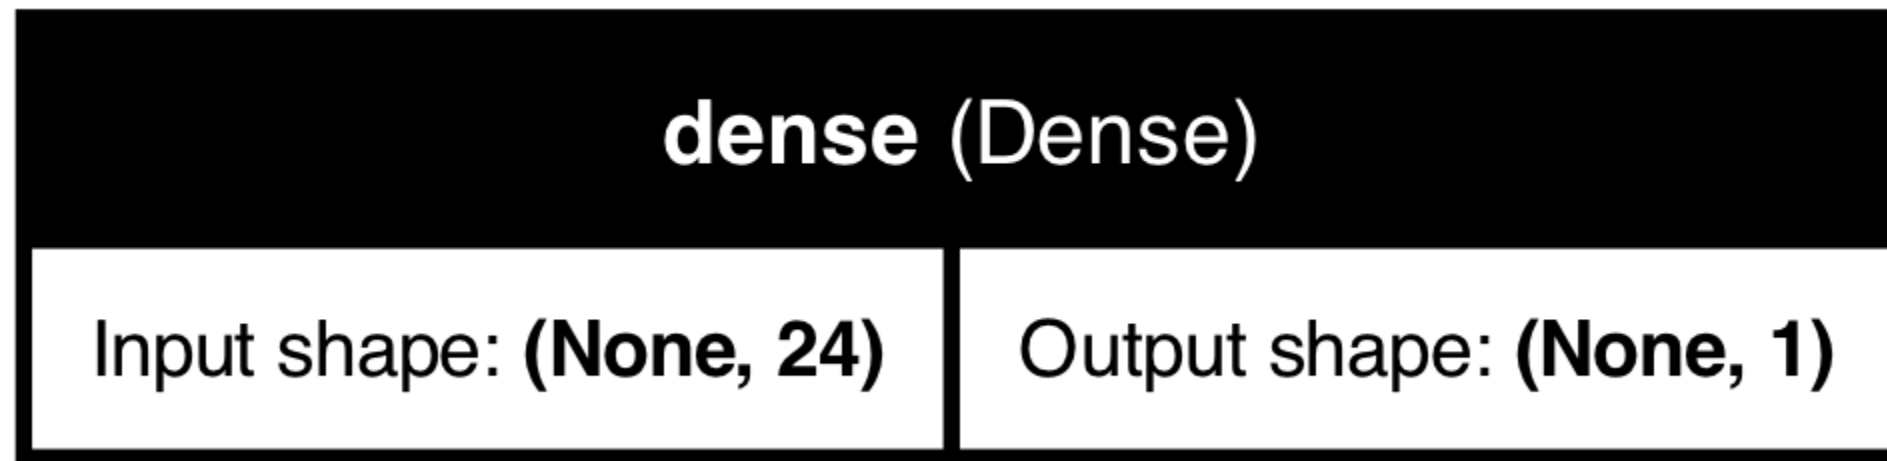 dense (Dense)
Input shape: (None, 24)
Output shape: (None, 1)